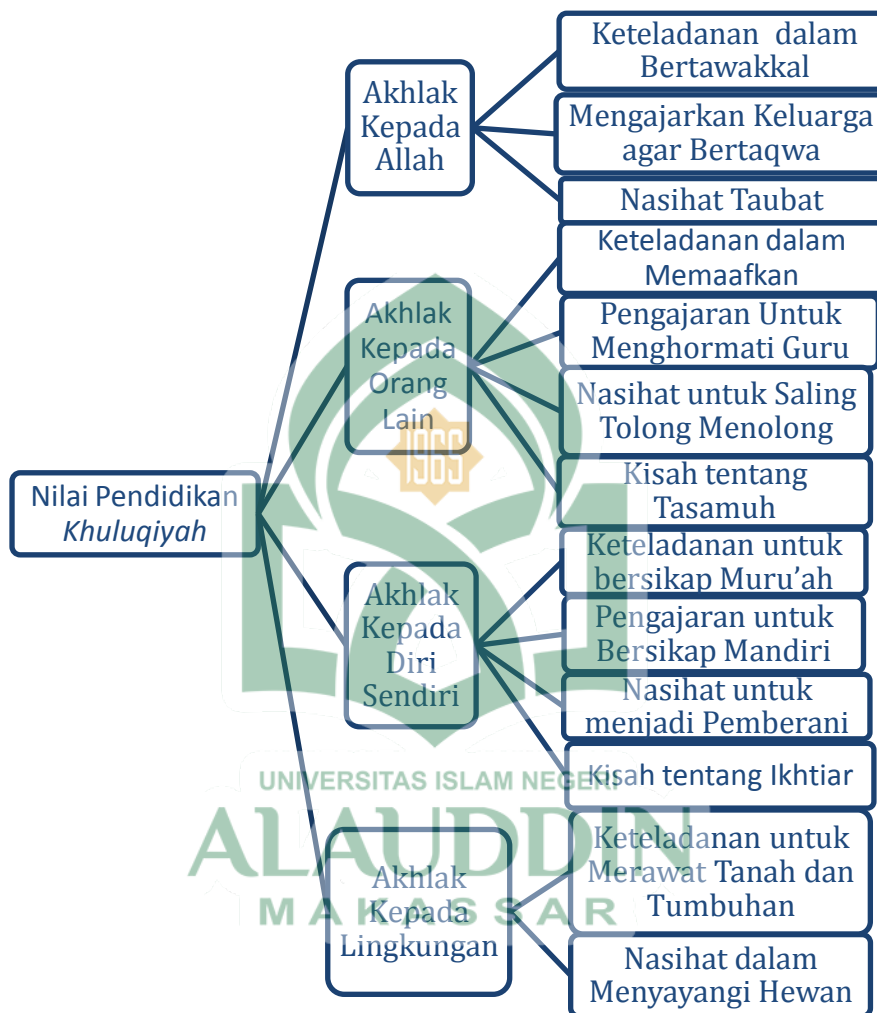 Nilai Pendidikan
Khuluqiyah
Akhlak
Kepada
Allah
Keteladanan dalam
Bertawakkal
Mengajarkan Keluarga
agar Bertaqwa
Nasihat Taubat
Akhlak
Kepada
Orang
Lain
Keteladanan dalam
Memaafkan
Pengajaran Untuk
Menghormati Guru
Nasihat untuk Saling
Tolong Menolong
Kisah tentang
Tasamuh
Akhlak
Kepada
Diri
Sendiri
Keteladanan untuk
bersikap Muru’ah
Pengajaran untuk
Bersikap Mandiri
Nasihat untuk
menjadi Pemberani
Kisah tentang Ikhtiar
Akhlak
Kepada
Lingkungan
Keteladanan untuk
Merawat Tanah dan
Tumbuhan
Nasihat dalam
Menyayangi Hewan
1965
UNIVERSITAS ISLAM NEGERI
ALAUDDIN
MAKASSAR